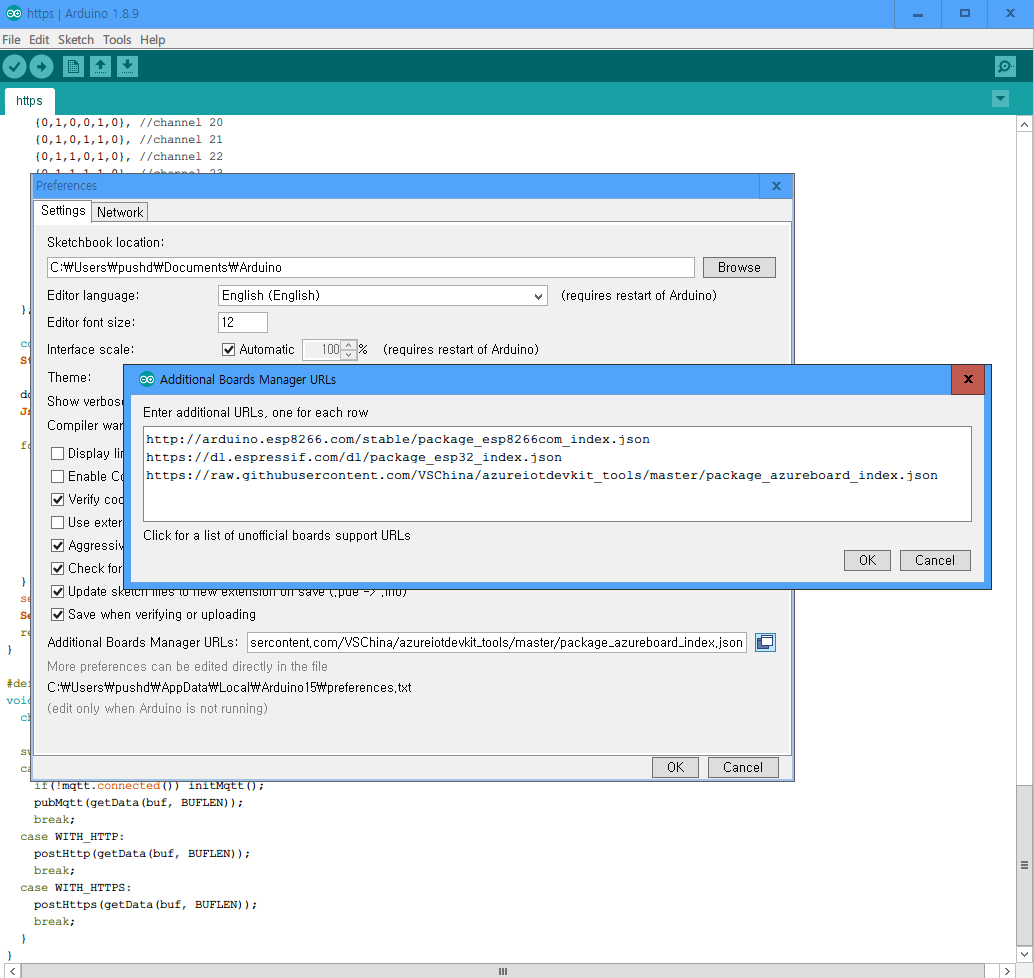 https | Arduino 1.8.9
File Edit Sketch Tools Help
https
{0,1,0,0,1,0}, //channel 20
{0,1,0,1,1,0}, //channel 21
{0,1,1,0,1,0}, //channel 22
Preferences
Settings Network
Sketchbook location:
C:₩Users₩pushd₩Documents₩Arduino
Browse
Editor language:
English (English)
(requires restart of Arduino)
Editor font size:
12
Interface scale:
Automatic 100 % (requires restart of Arduino)
Theme:
Show verbose
Compiler war
Display li
Enable Co
Verify cod
Use exter
Aggressiv
Check for
Update sketch files to new extension on save (.pde -> .ino)
Save when verifying or uploading
Additional Boards Manager URLs
Enter additional URLs, one for each row
http://arduino.esp8266.com/stable/package_esp8266com_index.json
https://dl.espressif.com/dl/package_esp32_index.json
https://raw.githubusercontent.com/VSChina/azureiotdevkit_tools/master/package_azureboard_index.json
Click for a list of unofficial boards support URLs
OK Cancel
Additional Boards Manager URLs: sercontent.com/VSChina/azureiotdevkit_tools/master/package_azureboard_index.json
More preferences can be edited directly in the file
C:₩Users₩pushd₩AppData₩Local₩Arduino15₩preferences.txt
(edit only when Arduino is not running)
OK Cancel
}
}
#de
voi
if(!mqtt.connected()) initMqtt();
pubMqtt(getData(buf, BUFLEN));
break;
case WITH_HTTP:
postHttp(getData(buf, BUFLEN));
break;
case WITH_HTTPS:
postHttps(getData(buf, BUFLEN));
break;
}
}